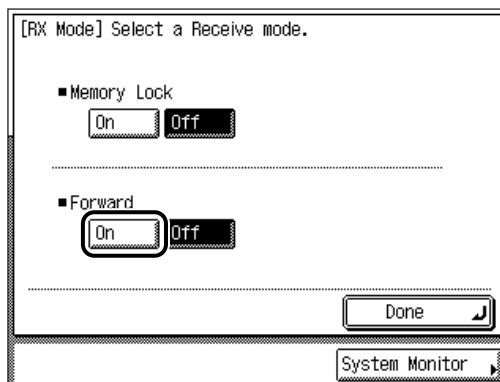 [RX Mode] Select a Receive mode.
■Memory Lock
On Off
■Forward
On Off
Done
System Monitor